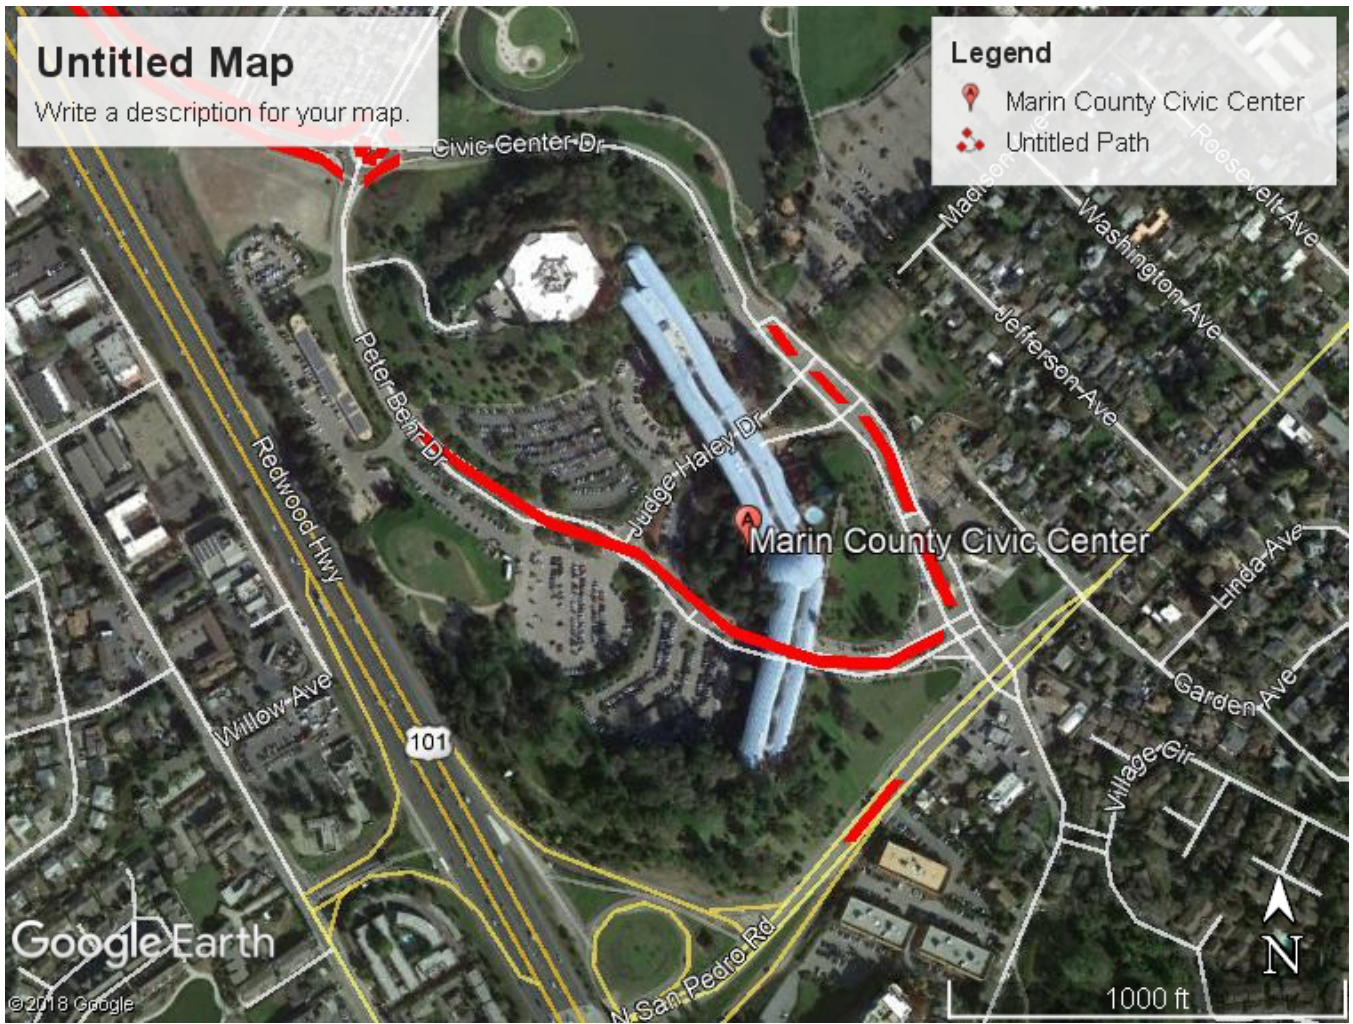 Untitled Map
Write a description for your map.
Legend
A Marin County Civic Center
Untitled Path
Civic Center Dr
Madison Ave
Roosevelt Ave
Washington Ave
Jefferson Ave
Peter Behr Dr
Judge Haley Dr
Redwood Hwy
A
Marin County Civic Center
Linda Ave
Garden Ave
Willow Ave
101
Village Cir
N San Pedro Rd
Google Earth
©2018 Google
N
1000 ft